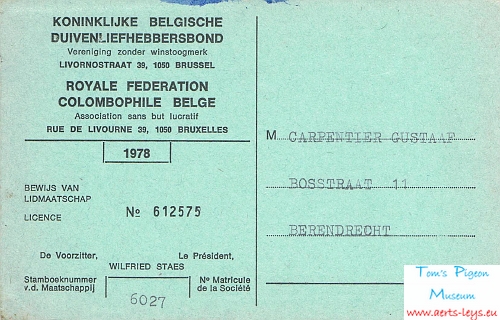 KONINKLIJKE BELGISCHE
DUIVENLIEFHEBBERSBOND
Vereniging zonder winstoogmerk
LIVORNOSTRAAT 39, 1050 BRUSSEL
ROYALE FEDERATION
COLOMBOPHILE BELGE
Association sans but lucratif
RUE DE LIVOURNE 39, 1050 BRUXELLES
1978
BEWIJS VAN
LIDMAATSCHAP
LICENCE
No 612575
De Voorzitter, Le Président,
WILFRIED STAES
Stamboeknummer
v.d. Maatschappij
No Matricule
de la Société
6027
M CARPENTIER GUSTAAF
BOSSTRAAT 11
BERENDRECHT
Tom's Pigeon
Museum
www.aerts-leys.eu